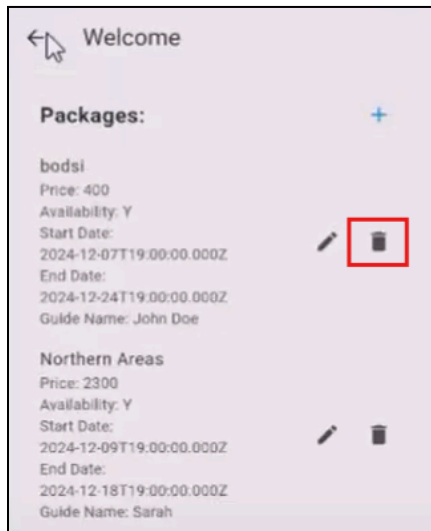 Welcome
Packages:
bodsi
Price: 400
Availability: Y
Start Date:
2024-12-07T19:00:00.000Z
End Date:
2024-12-24T19:00:00.000Z
Guide Name: John Doe
Northern Areas
Price: 2300
Availability: Y
Start Date:
2024-12-09T19:00:00.000Z
End Date:
2024-12-18T19:00:00.000Z
Guide Name: Sarah